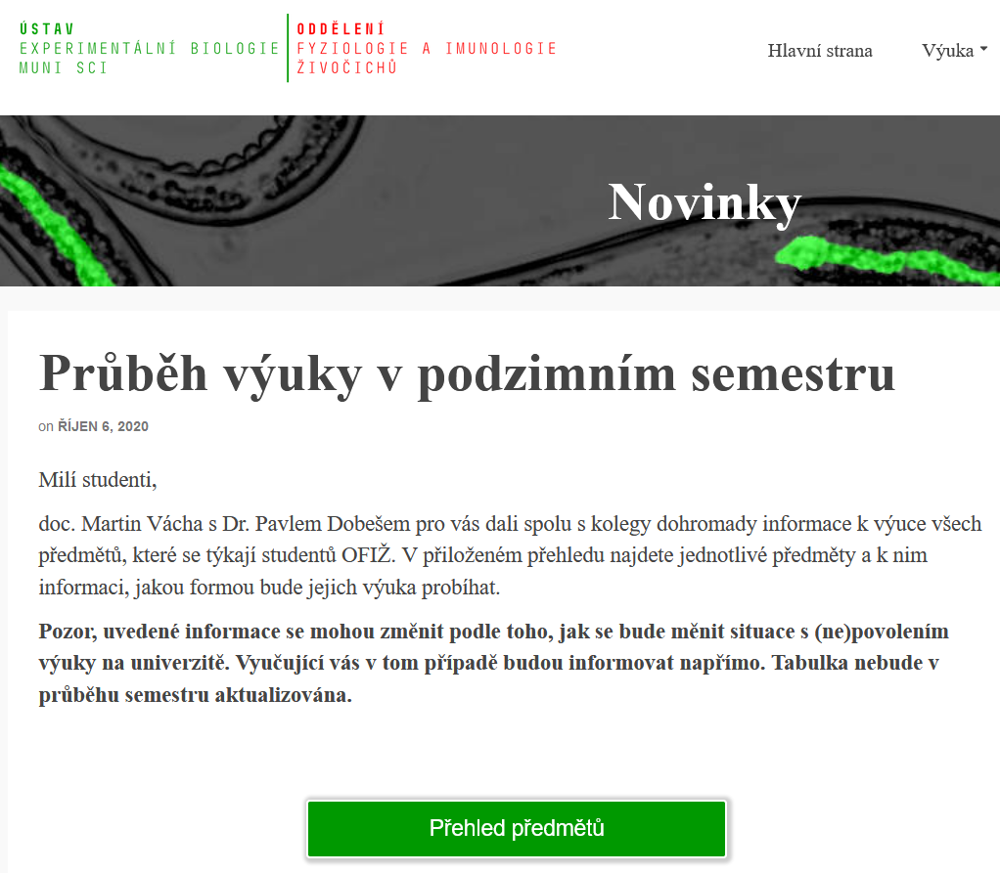 ÚSTAV
EXPERIMENTÁLNÍ BIOLOGIE
MUNI SCI
ODDĚLENÍ
FYZIOLOGIE A IMUNOLOGIE
ŽIVOČICHŮ
Hlavní strana
Výuka
Novinky
Průběh výuky v podzimním semestru
on ŘÍJEN 6, 2020
Milí studenti,
doc. Martin Vácha s Dr. Pavlem Dobešem pro vás dali spolu s kolegy dohromady informace k výuce všech
předmětů, které se týkají studentů OFIŽ. V přiloženém přehledu najdete jednotlivé předměty a k nim
informaci, jakou formou bude jejich výuka probíhat.
Pozor, uvedené informace se mohou změnit podle toho, jak se bude měnit situace s (ne)povolením
výuky na univerzitě. Vyučující vás v tom případě budou informovat napřímo. Tabulka nebude v
průběhu semestru aktualizována.
Přehled předmětů